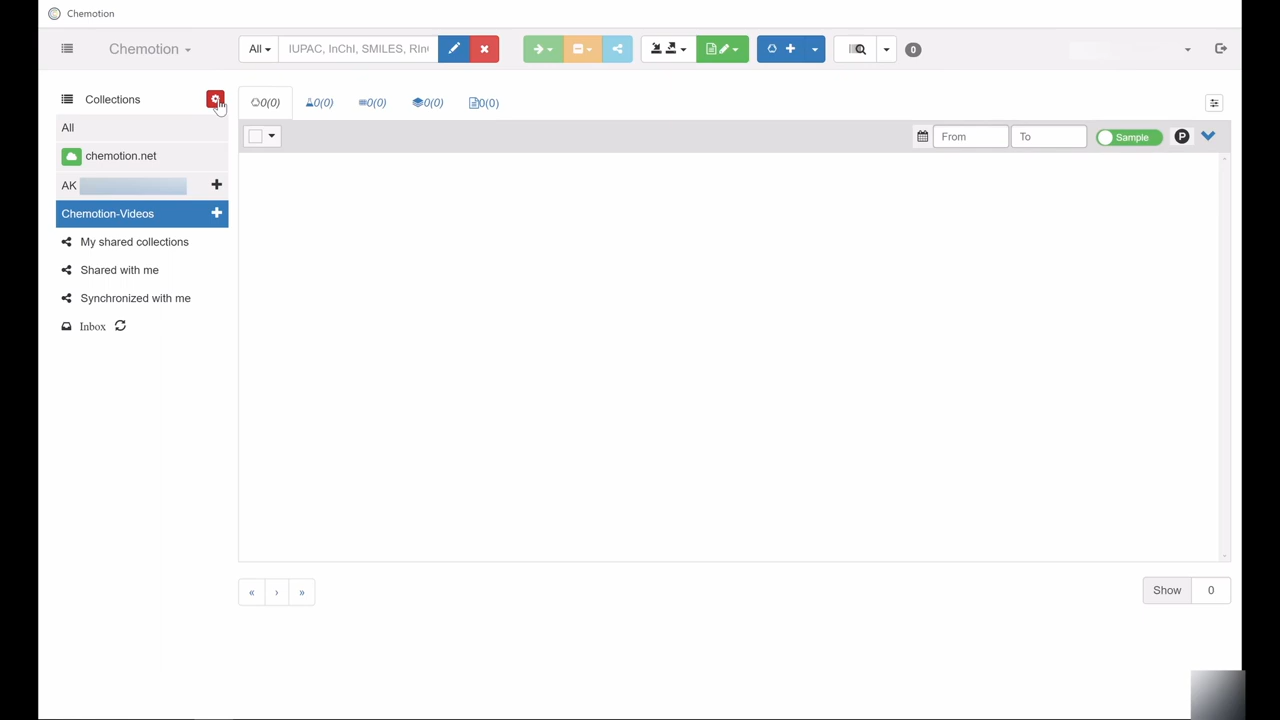 Chemotion
Chemotion
All
IUPAC, InChI, SMILES, RIn
0
Collections
0(0)
0(0)
0(0)
0(0)
0(0)
All
From
To
Sample
P
chemotion.net
AK
Chemotion-Videos
My shared collections
Shared with me
Synchronized with me
Inbox
« › »
Show 0